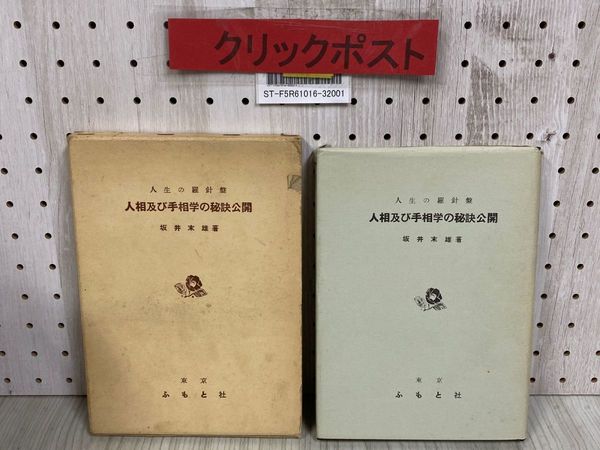 クリックポスト
ST-F5R61016-32001
人生の羅針盤
人相及び手相学の秘訣公開
坂井末雄著
東京
ふもと社
人生の羅針盤
人相及び手相学の秘訣公開
坂井末雄著
東京
ふもと社